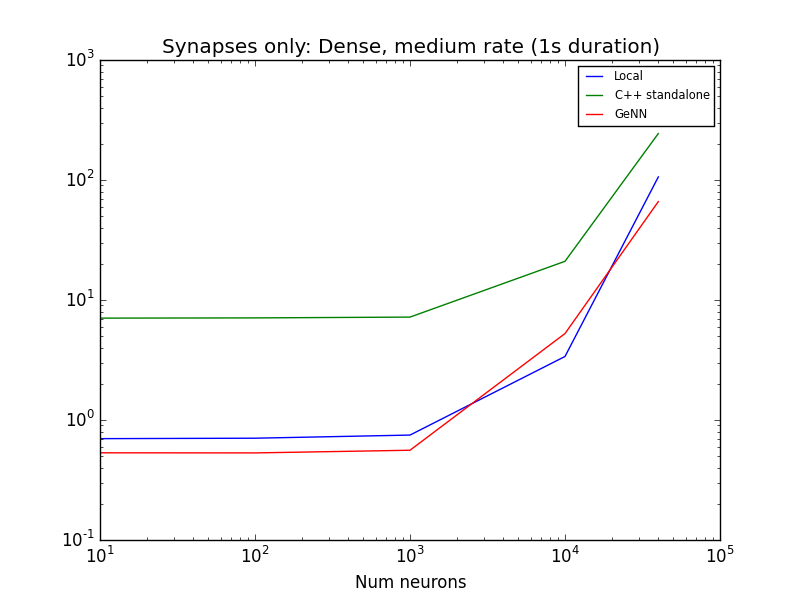 Synapses only: Dense, medium rate (1s duration)
10^3
Local
C++ standalone
GeNN
10^2
10^1
10^0
10^-1
10^1 10^2 10^3 10^4 10^5
Num neurons